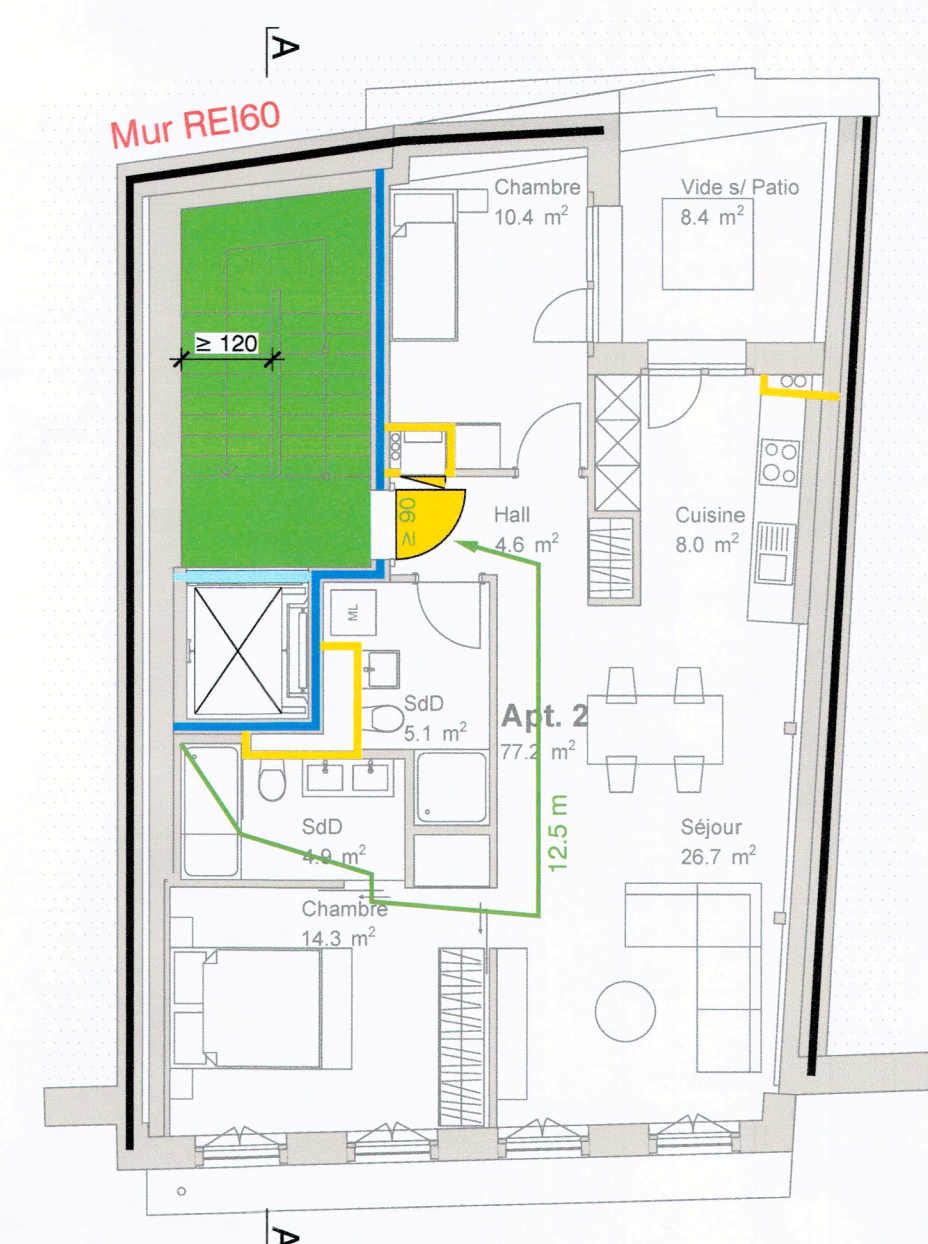 A
Mur REI60
Chambre
10.4 m²
Vide s/ Patio
8.4 m²
≥ 120
≥ 90
Hall
4.6 m²
Cuisine
8.0 m²
ML
SdD
5.1 m²
Apt. 2
77.2 m²
12.5 m
SdD
4.9 m²
Séjour
26.7 m²
Chambre
14.3 m²
A